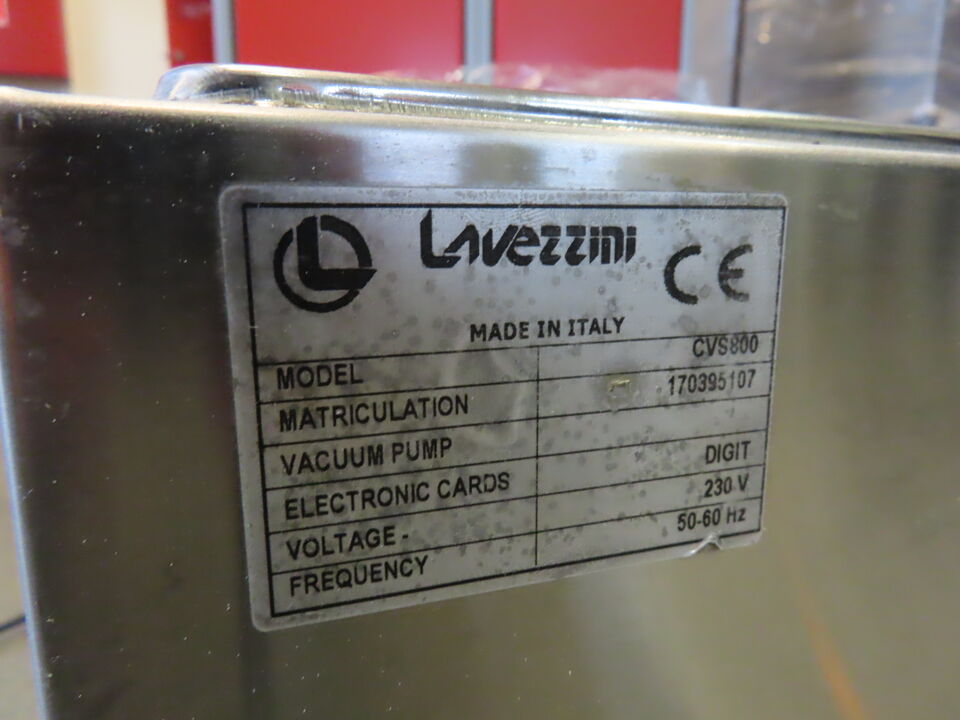 Lavezzini
CE
MADE IN ITALY
MODEL CVS800
MATRICULATION 170395107
VACUUM PUMP
ELECTRONIC CARDS DIGIT
VOLTAGE - 230 V
FREQUENCY 50-60 Hz